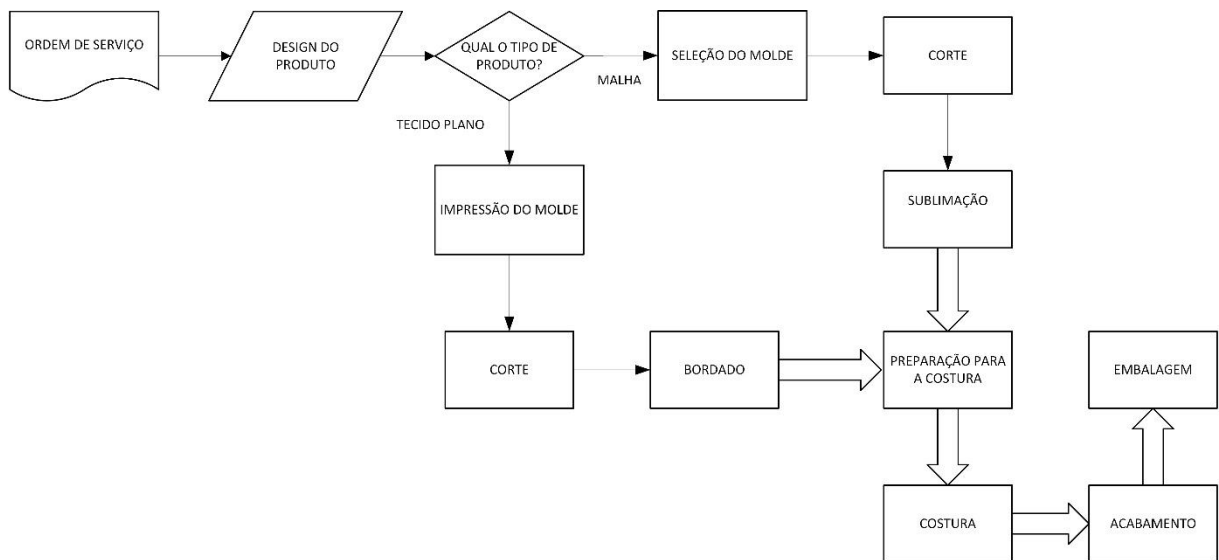 ORDEM DE SERVIÇO
DESIGN DO
PRODUTO
QUAL O TIPO DE
PRODUTO?
MALHA
SELEÇÃO DO MOLDE
CORTE
TECIDO PLANO
IMPRESSÃO DO MOLDE
SUBLIMAÇÃO
CORTE
BORDADO
PREPARAÇÃO PARA
A COSTURA
EMBALAGEM
COSTURA
ACABAMENTO